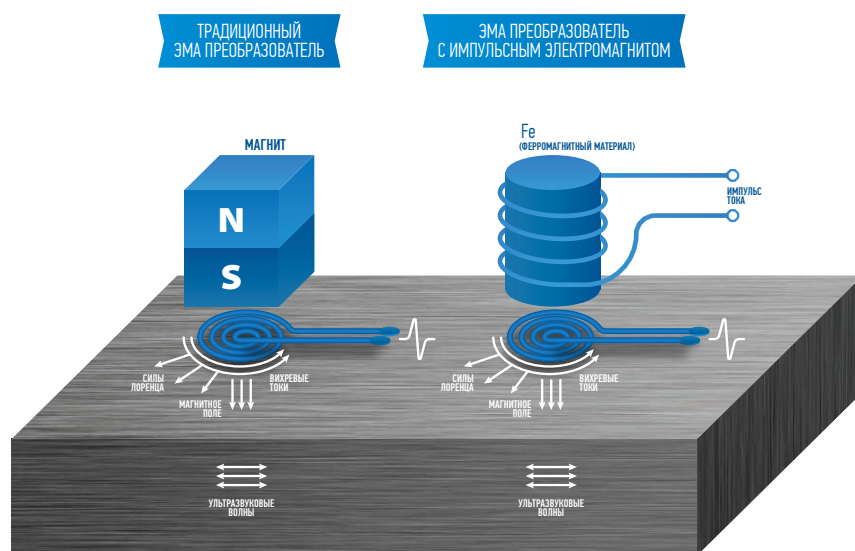 ТРАДИЦИОННЫЙ
ЭМА ПРЕОБРАЗОВАТЕЛЬ
ЭМА ПРЕОБРАЗОВАТЕЛЬ
С ИМПУЛЬСНЫМ ЭЛЕКТРОМАГНИТОМ
МАГНИТ
N
S
Fe
(ФЕРРОМАГНИТНЫЙ МАТЕРИАЛ)
ИМПУЛЬС
ТОКА
СИЛЫ
ЛОРЕНЦА
МАГНИТНОЕ
ПОЛЕ
ВИХРЕВЫЕ
ТОКИ
СИЛЫ
ЛОРЕНЦА
МАГНИТНОЕ
ПОЛЕ
ВИХРЕВЫЕ
ТОКИ
УЛЬТРАЗВУКОВЫЕ
ВОЛНЫ
УЛЬТРАЗВУКОВЫЕ
ВОЛНЫ